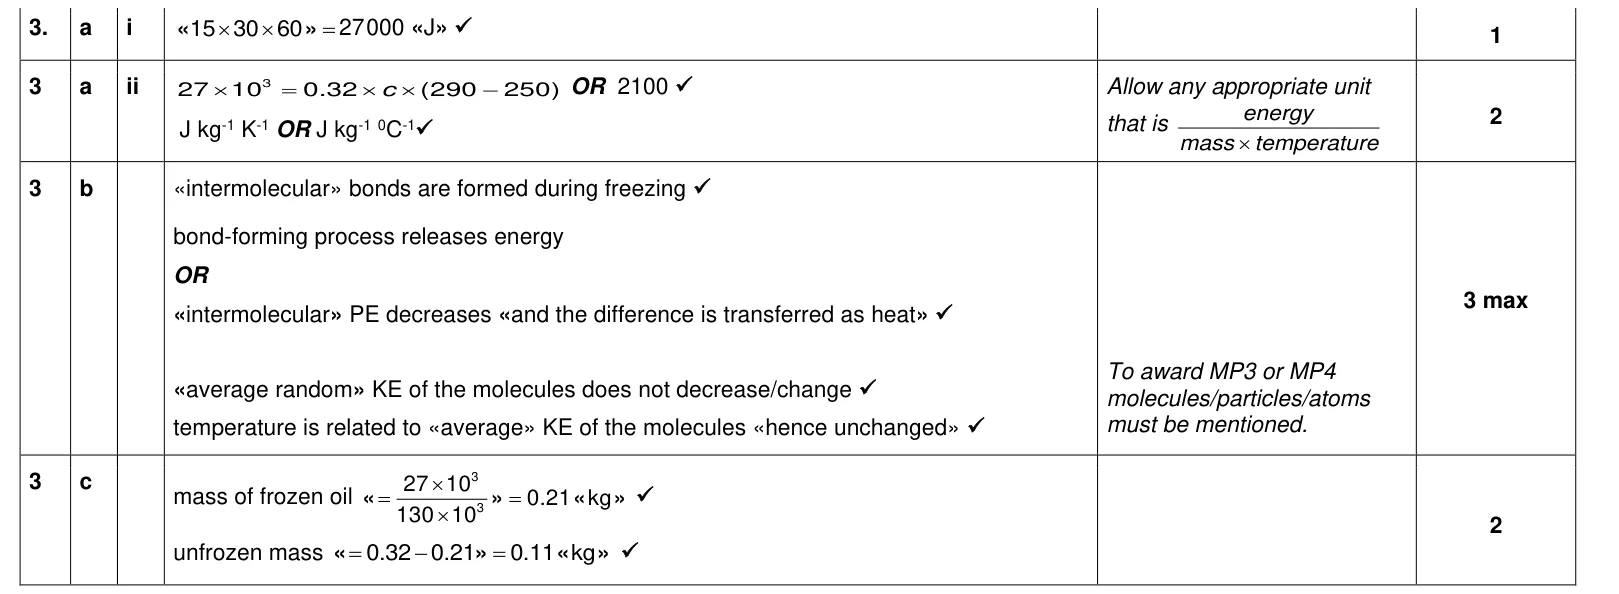 3. a i «15×30×60» =27000 «J» ✓ 1
3 a ii 27 × 10³ = 0.32 × c × (290 − 250) OR 2100 ✓
J kg⁻¹ K⁻¹ OR J kg⁻¹ ⁰C⁻¹✓
Allow any appropriate unit
that is energy / mass × temperature
2
3 b «intermolecular» bonds are formed during freezing ✓
bond-forming process releases energy
OR
«intermolecular» PE decreases «and the difference is transferred as heat» ✓
«average random» KE of the molecules does not decrease/change ✓
temperature is related to «average» KE of the molecules «hence unchanged» ✓
To award MP3 or MP4
molecules/particles/atoms
must be mentioned.
3 max
3 c mass of frozen oil «= 27×10³ / 130×10³ » = 0.21 «kg» ✓
unfrozen mass «=0.32−0.21» =0.11 «kg» ✓
2